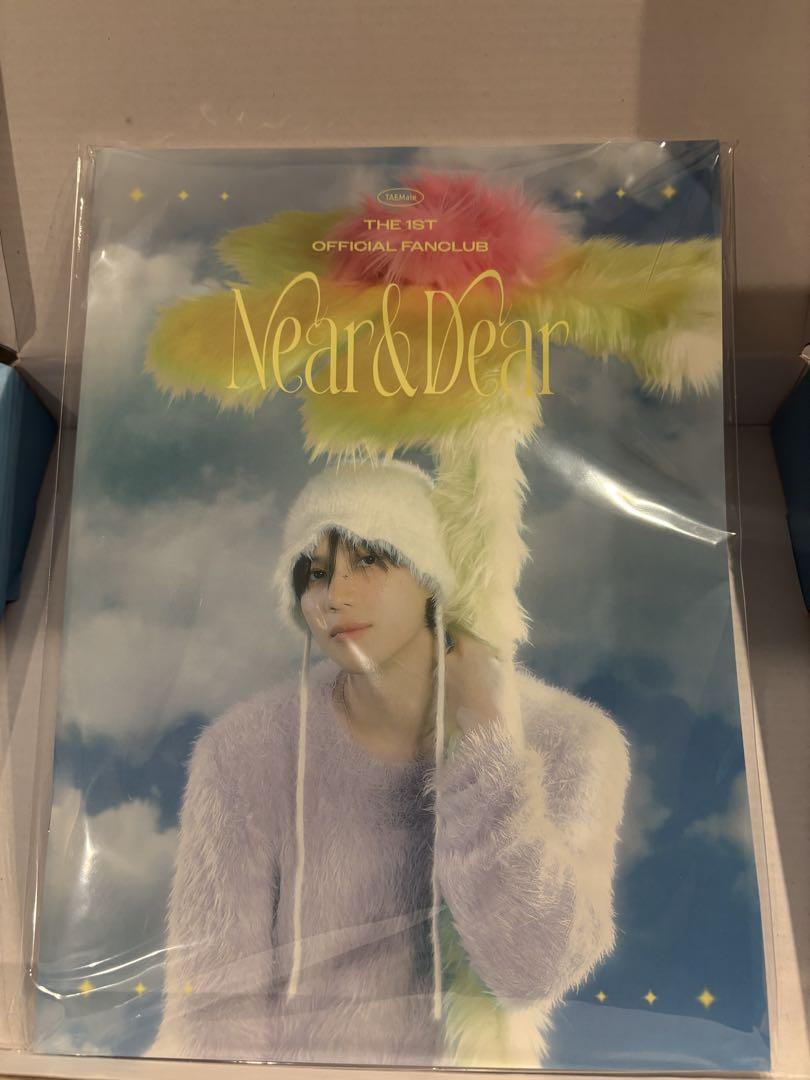 TAEMate
THE 1ST
OFFICIAL FANCLUB
Near&Dear